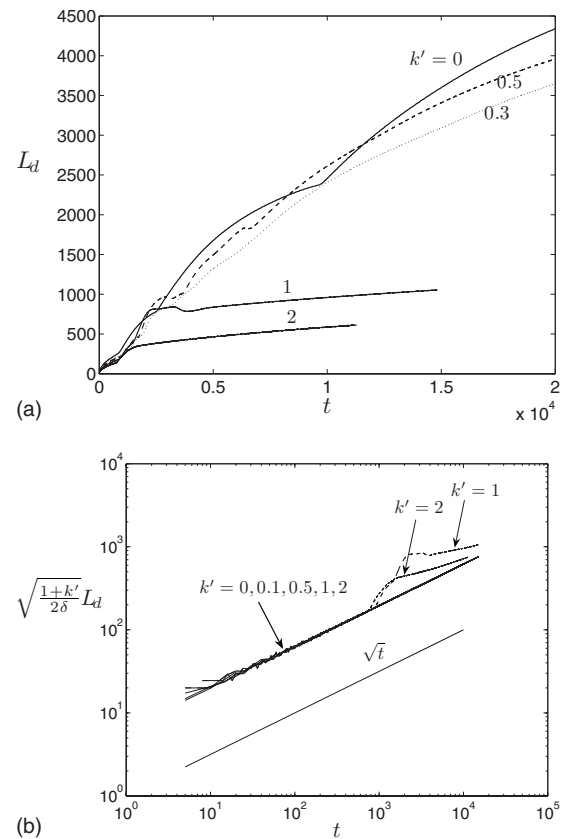 4500
4000
3500
3000
2500
2000
1500
1000
500
0
L_d
k′ = 0
0.5
0.3
1
2
0 0.5 1 1.5 2
t
x 10^4
(a)
10^4
10^3
10^2
10^1
10^0
√((1+k′)/(2δ)) L_d
k′ = 1
k′ = 2
k′ = 0, 0.1, 0.5, 1, 2
√t
10^0 10^1 10^2 10^3 10^4 10^5
t
(b)